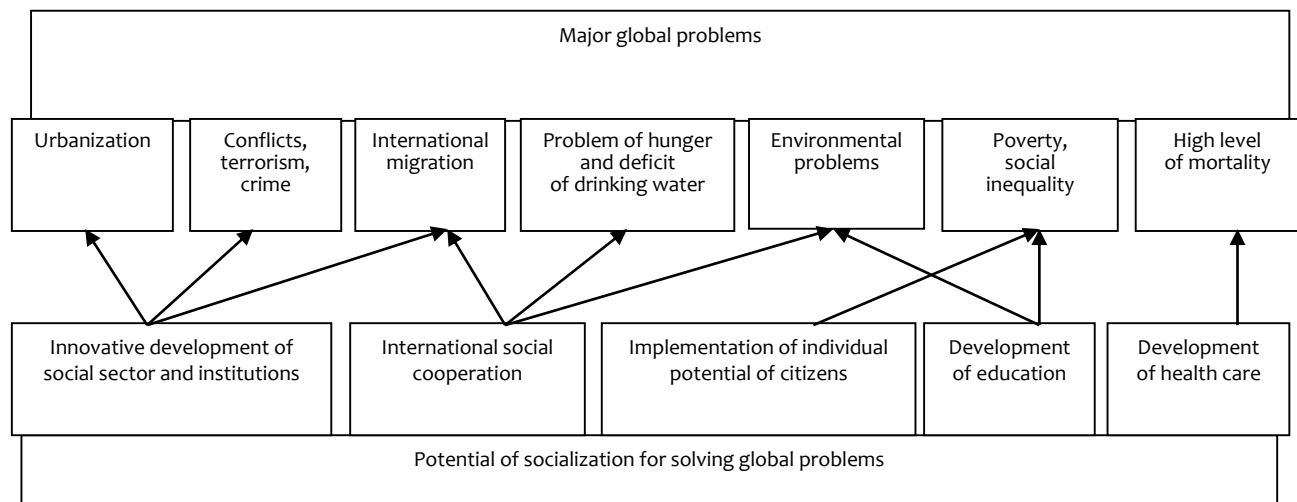 Major global problems
Urbanization
Conflicts,
terrorism,
crime
International
migration
Problem of hunger
and deficit
of drinking water
Environmental
problems
Poverty,
social
inequality
High level
of mortality
Innovative development of
social sector and institutions
International social
cooperation
Implementation of individual
potential of citizens
Development
of education
Development
of health care
Potential of socialization for solving global problems